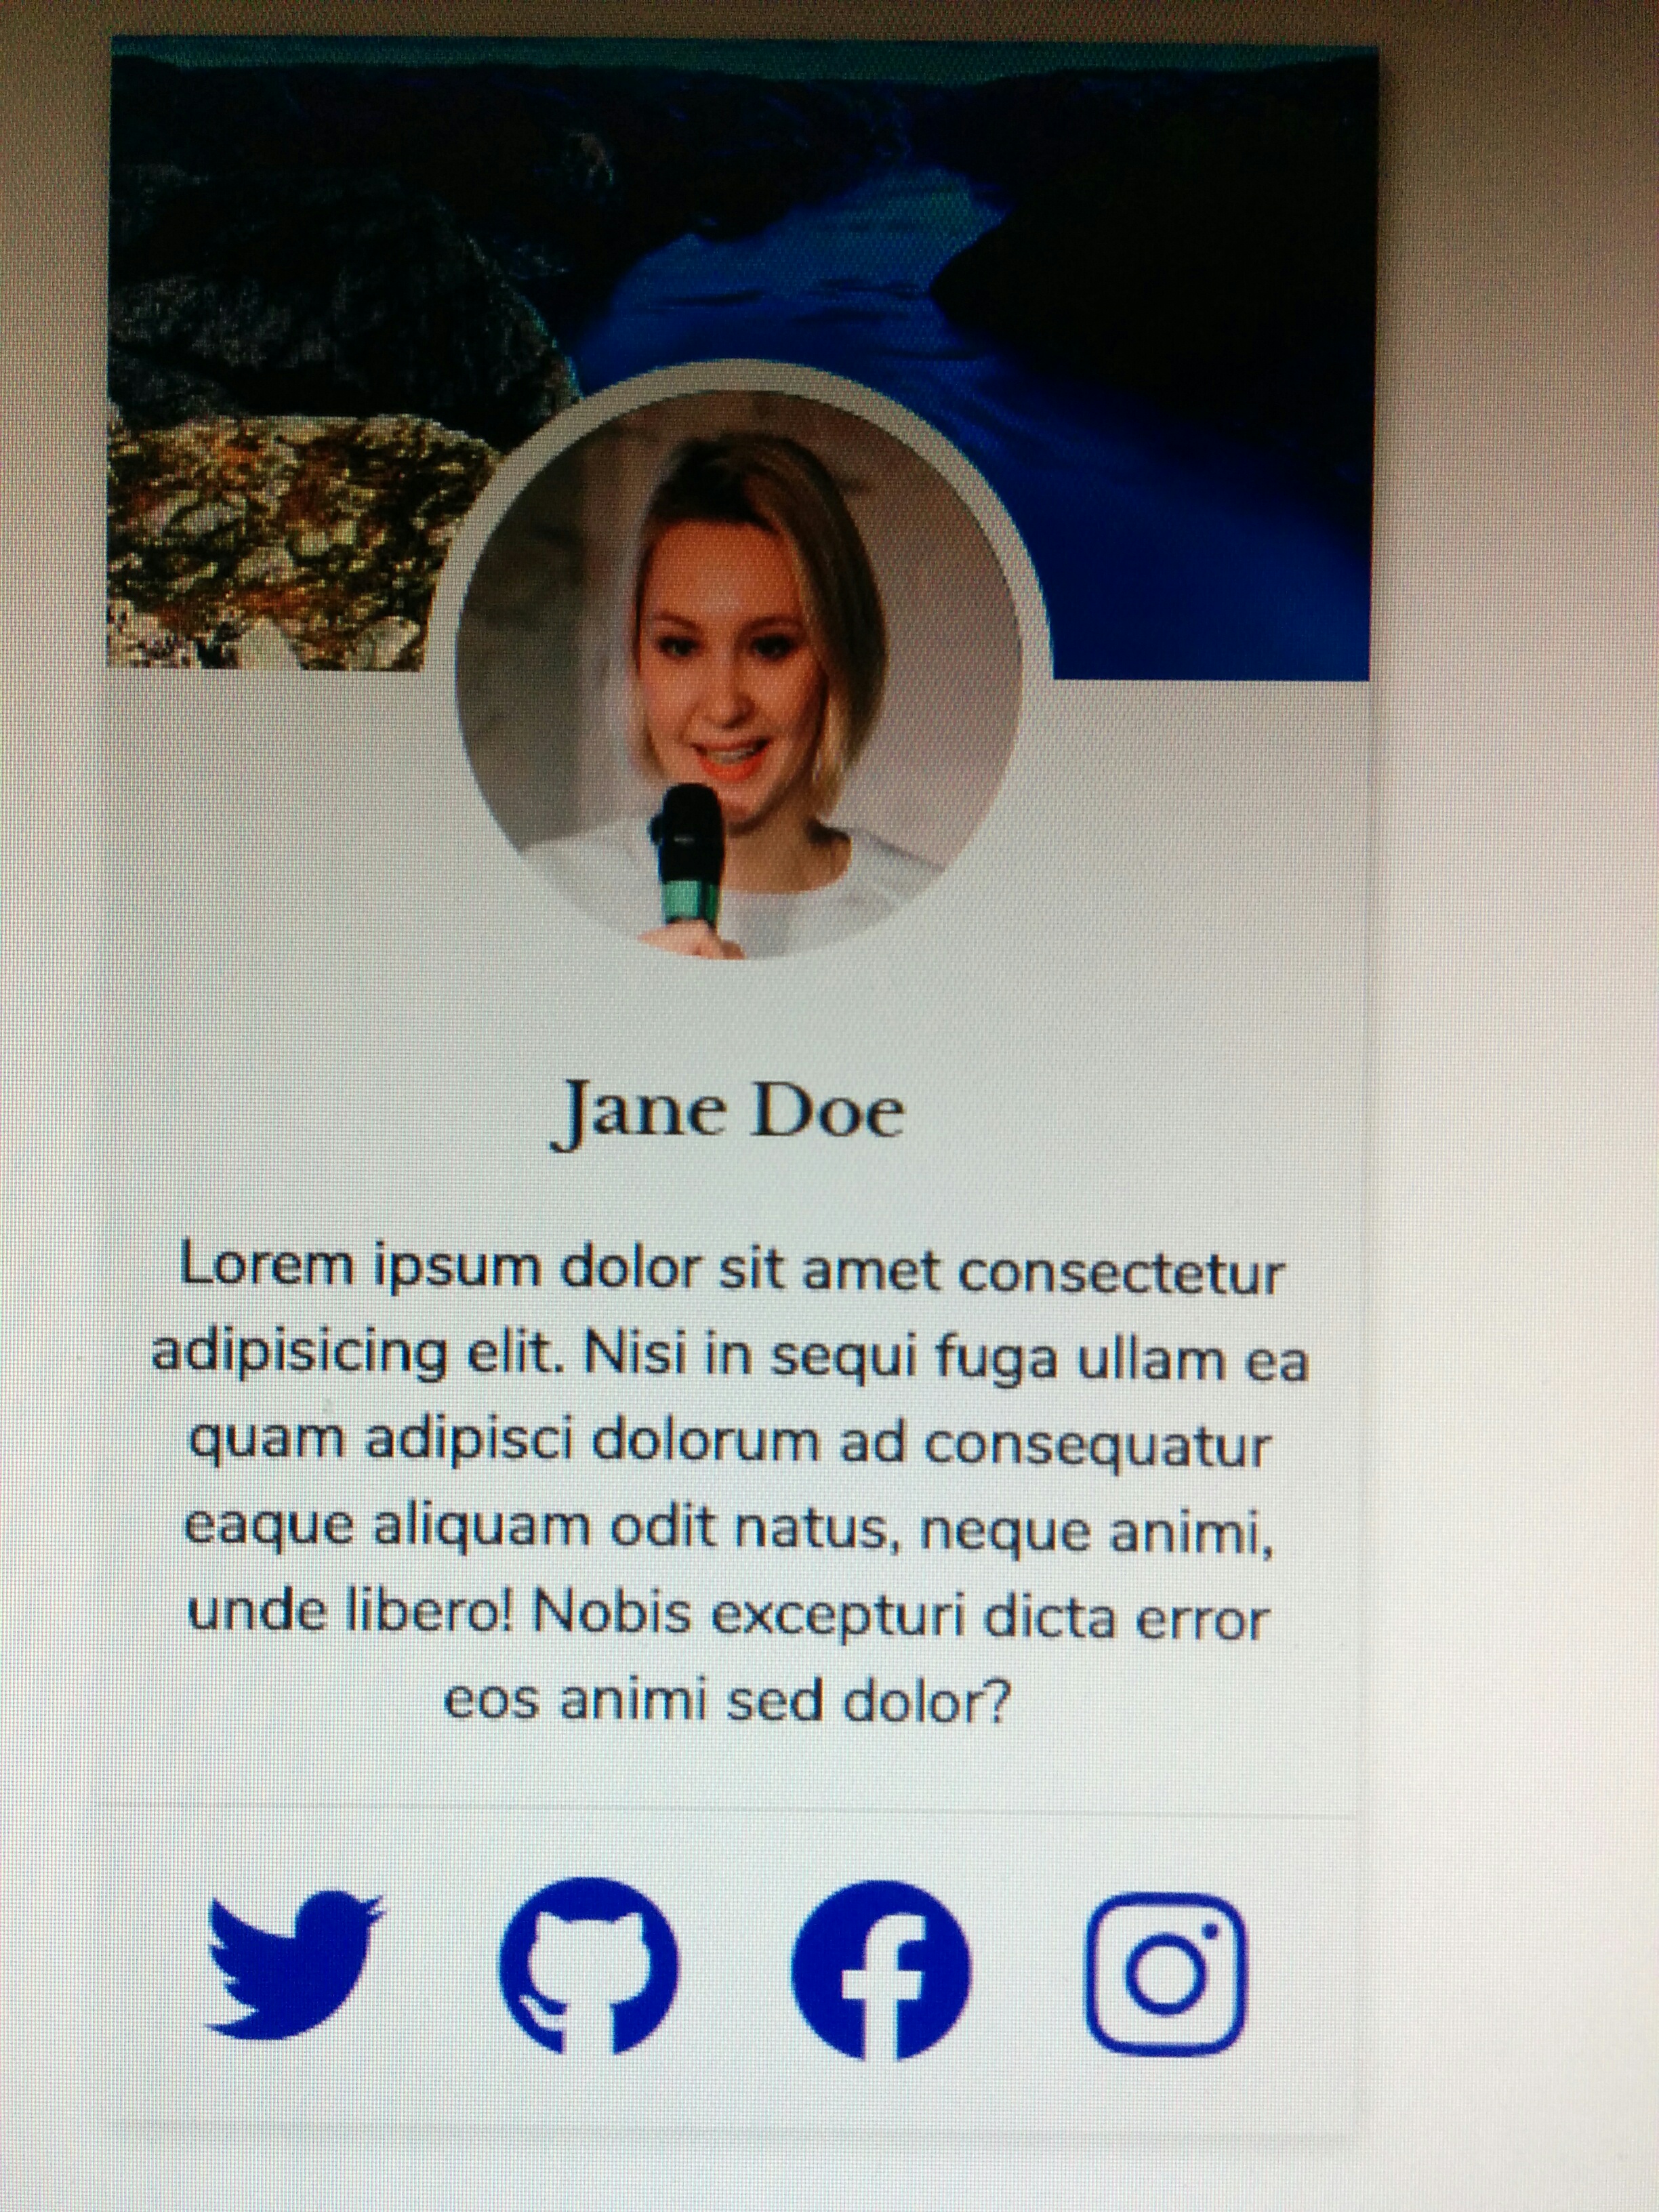 Jane Doe
Lorem ipsum dolor sit amet consectetur
adipisicing elit. Nisi in sequi fuga ullam ea
quam adipisci dolorum ad consequatur
eaque aliquam odit natus, neque animi,
unde libero! Nobis excepturi dicta error
eos animi sed dolor?